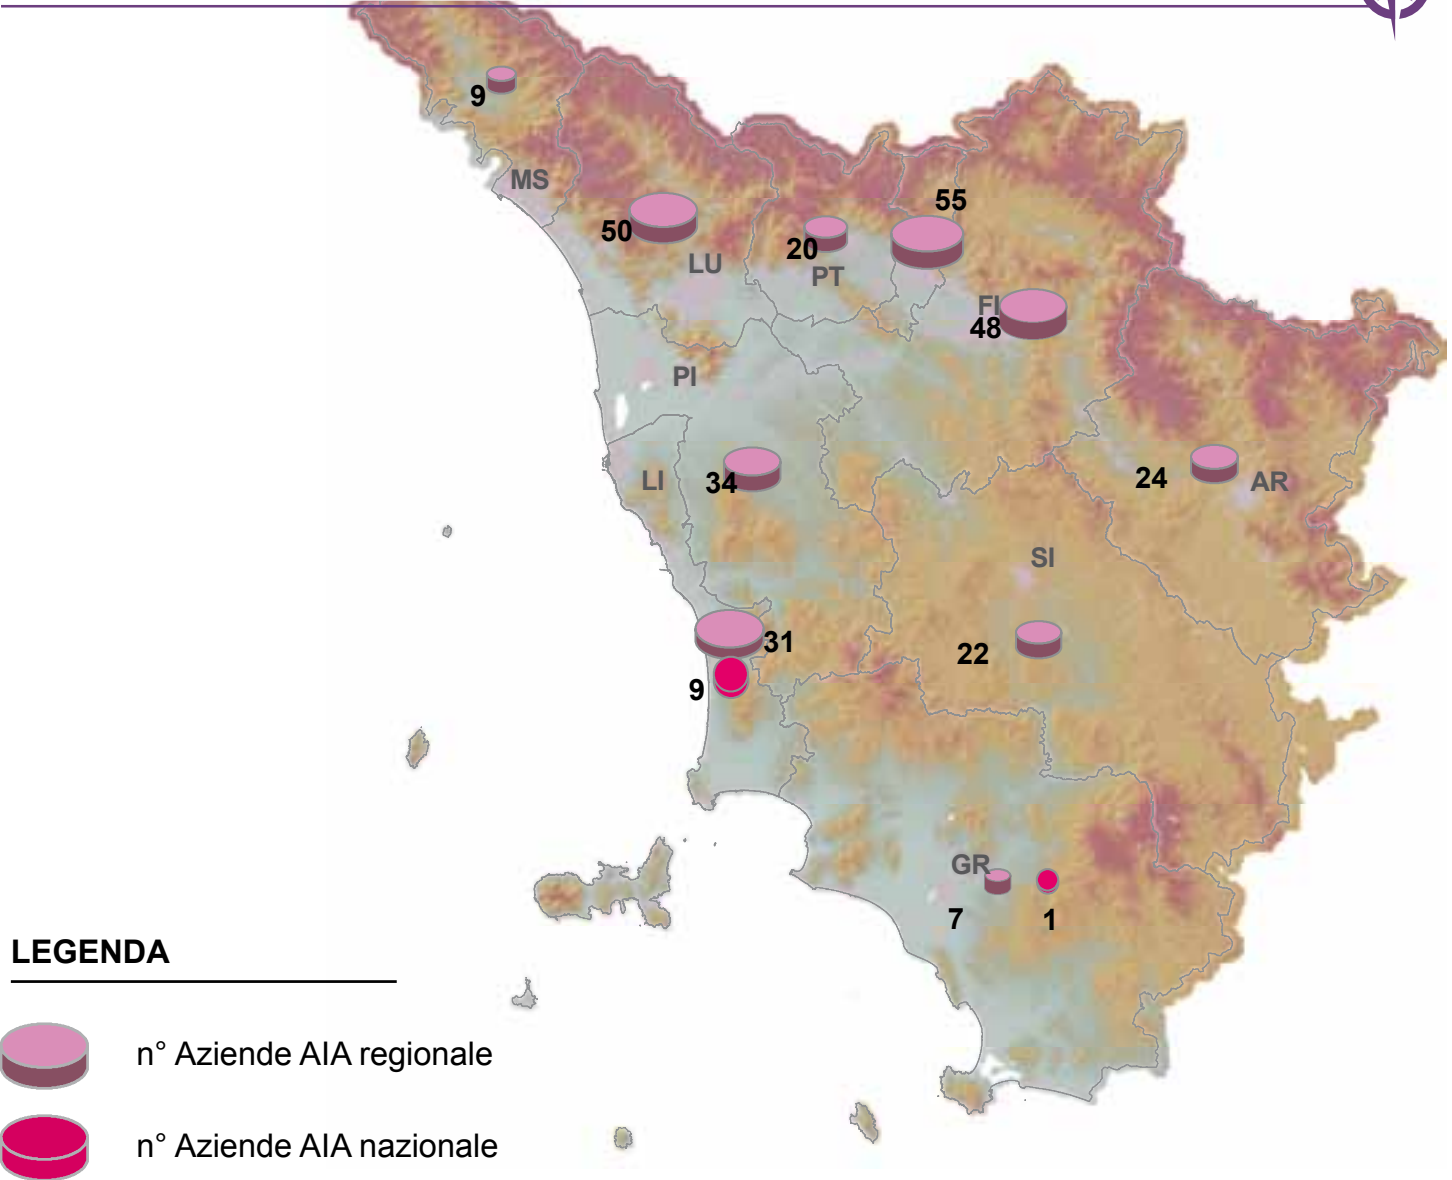 9
MS
55
50
20
LU
PT
FI
48
PI
34
LI
24
AR
SI
31
22
9
GR
7
1
LEGENDA
n° Aziende AIA regionale
n° Aziende AIA nazionale